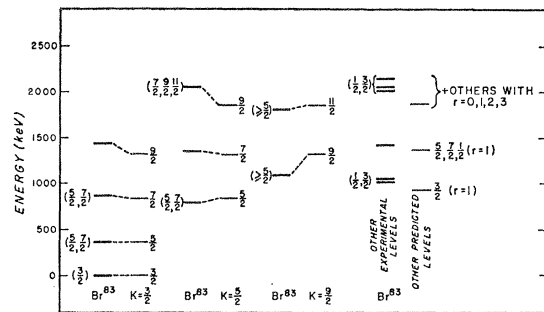 ENERGY (keV)
2500
2000
1500
1000
500
0
(5/2, 7/2)
(5/2, 7/2)
(3/2)
9/2
7/2
5/2
3/2
Br83
K=3/2
(7/2, 9/2, 11/2)
(5/2, 7/2)
9/2
7/2
5/2
Br83
K=5/2
(≥5/2)
(≥5/2)
11/2
9/2
Br83
K=9/2
(1/2, 3/2)
(1/2, 3/2)
OTHER
EXPERIMENTAL
LEVELS
Br83
+OTHERS WITH
r=0,1,2,3
5/2, 7/2, 1/2 (r=1)
3/2 (r=1)
OTHER PREDICTED
LEVELS